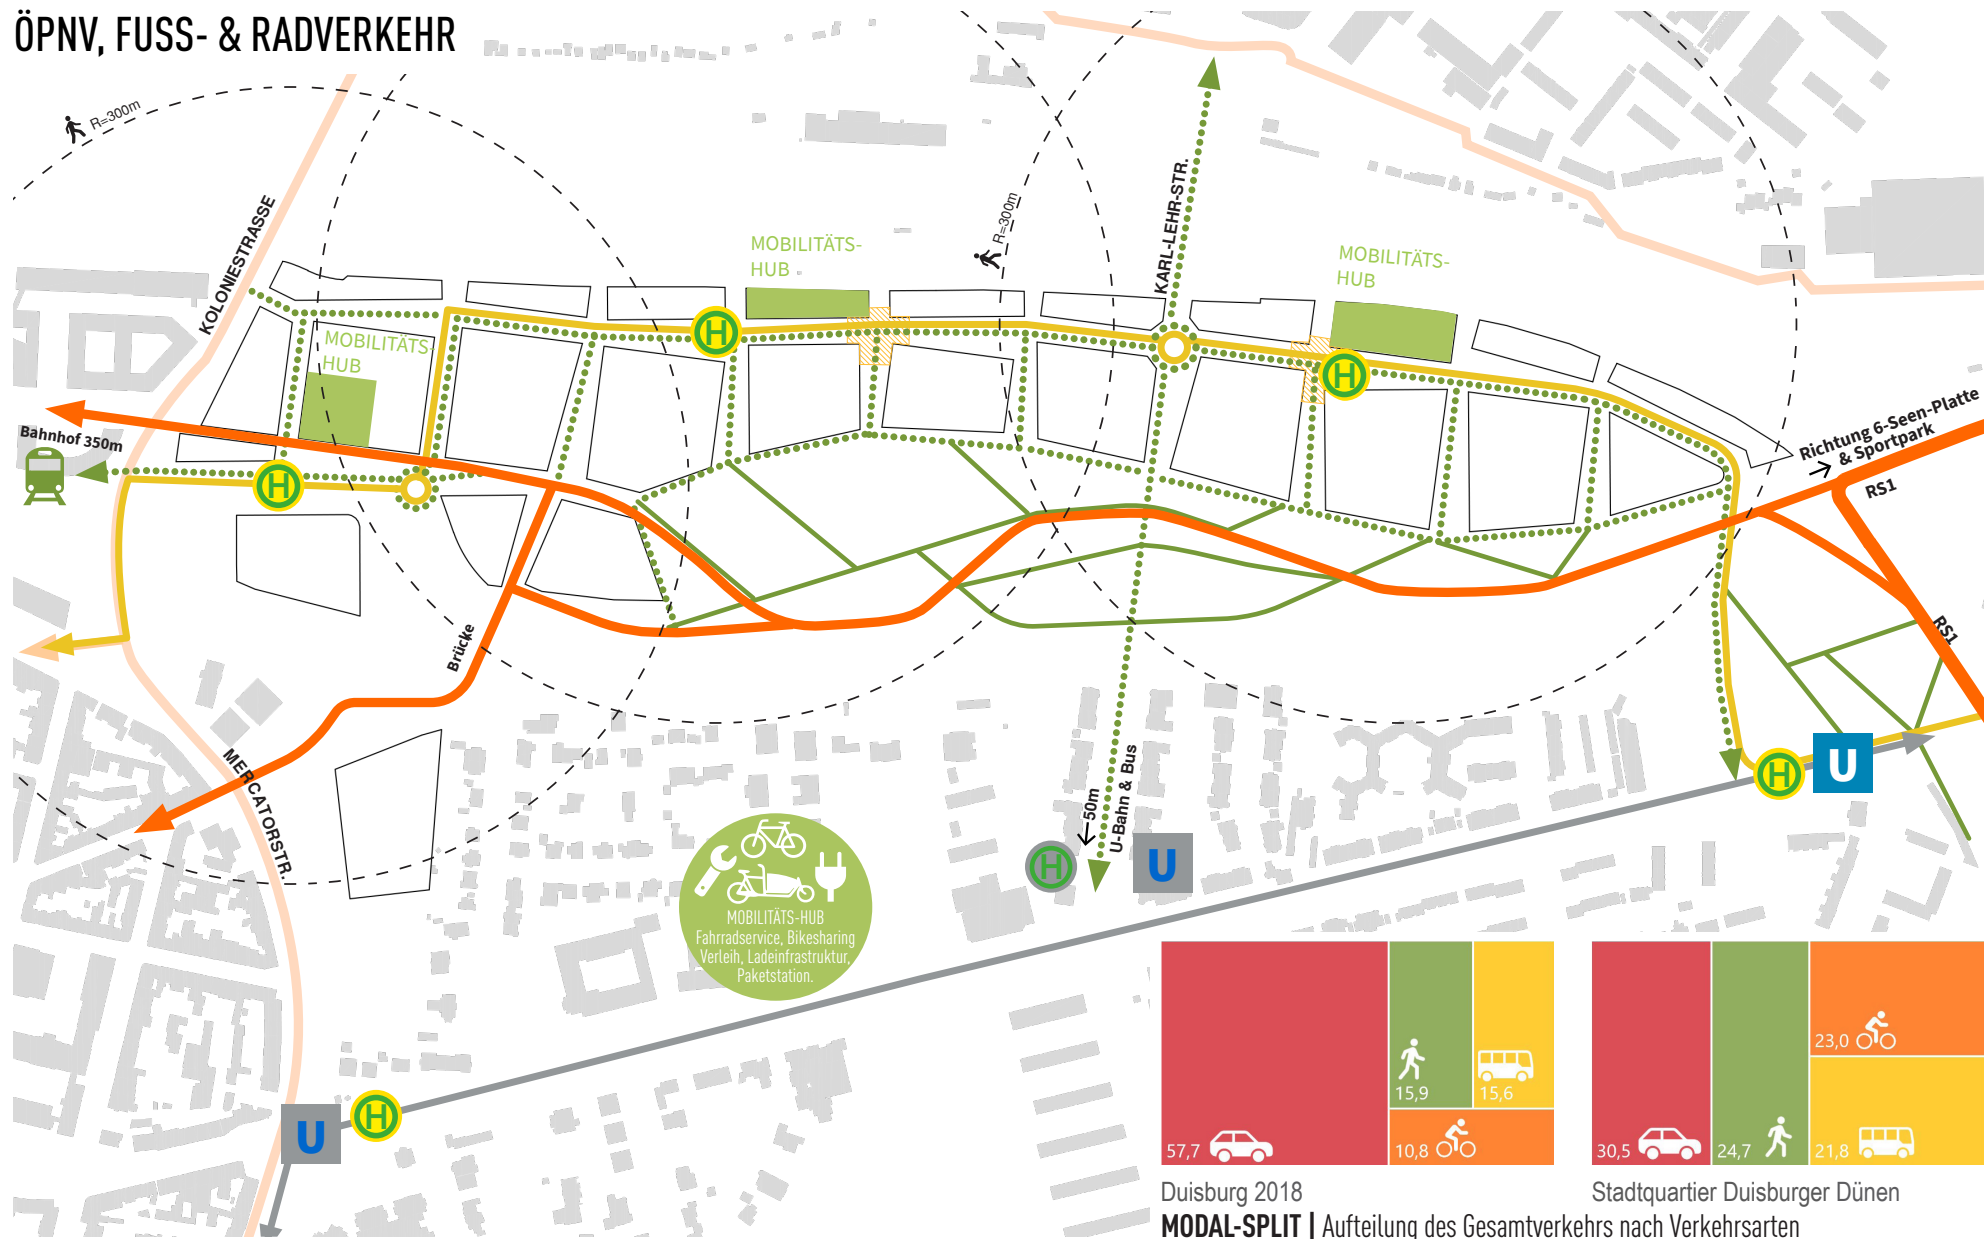 ÖPNV, FUSS- & RADVERKEHR
R=300m
KOLONIESTRASSE
R=300m
KARL-LEHR-STR.
MOBILITÄTS-
HUB
MOBILITÄTS-
HUB
MOBILITÄTS
HUB
H
H
H
Bahnhof 350m
Richtung 6-Seen-Platte
& Sportpark
RS1
RS1
Brücke
MERCATORSTR.
50m
U-Bahn & Bus
H
U
H
U
H
U
MOBILITÄTS-HUB
Fahrradservice, Bikesharing
Verleih, Ladeinfrastruktur,
Paketstation.
57,7
15,9
15,6
10,8
30,5
24,7
23,0
21,8
Duisburg 2018
Stadtquartier Duisburger Dünen
MODAL-SPLIT | Aufteilung des Gesamtverkehrs nach Verkehrsarten